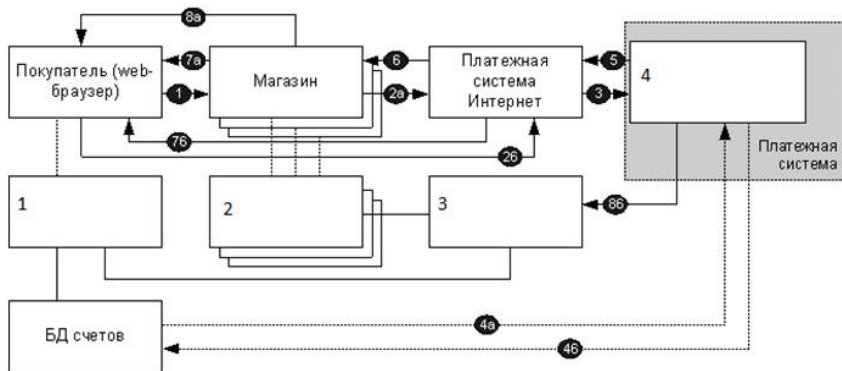 8а
Покупатель (web-
браузер)
7а
1
Магазин
6
2а
Платежная
система
Интернет
5
3
4
7б
2б
Платежная
система
1
2
3
8б
БД счетов
4а
4б